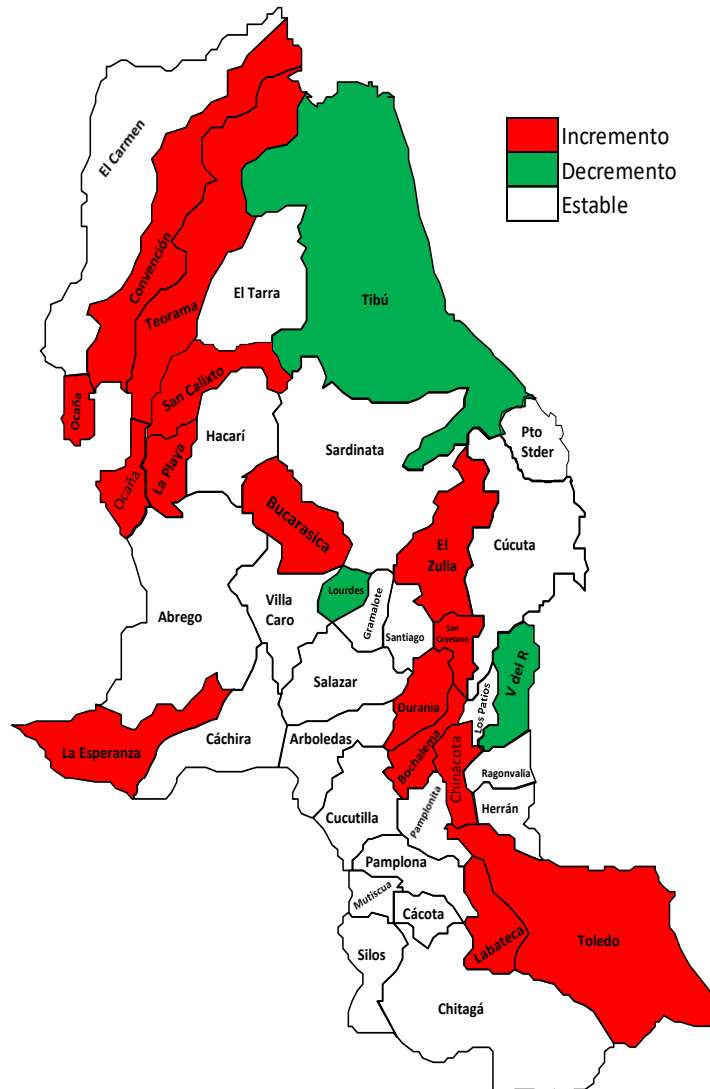 Incremento
Decremento
Estable
El Carmen
Convención
Teorama
El Tarra
Tibú
San Calixto
Ocaña
Hacarí
Sardinata
Pto
Stder
La Playa
Ocaña
Bucarasica
El
Zulia
Cúcuta
Abrego
Villa
Caro
Lourdes
Gramalote
Santiago
San
Cayetano
V del R
Los Patios
Salazar
Durania
La Esperanza
Cáchira
Arboledas
Bochalema
Chinácota
Ragonvalia
Herrán
Cucutilla
Pamplonita
Pamplona
Mutiscua
Cácota
Labateca
Toledo
Silos
Chitagá